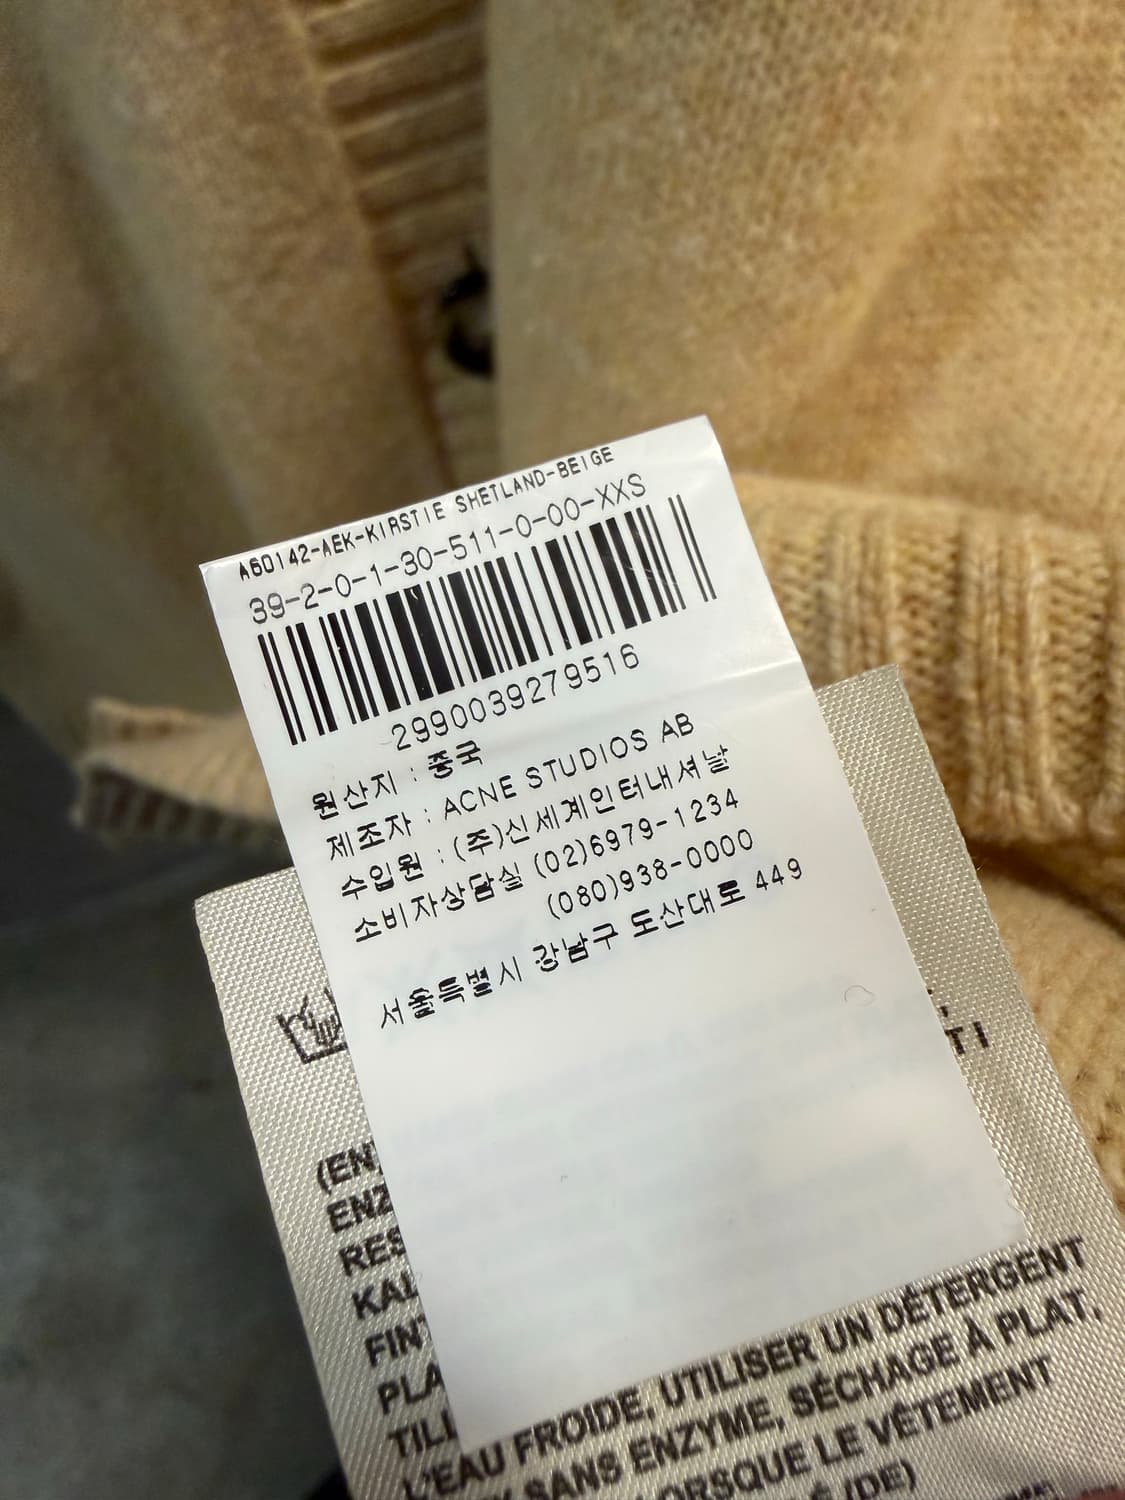 A60142-AEK-KIRSTIE SHETLAND-BEIGE
39-2-0-1-30-511-0-00-XXS
2990039279516
원산지 : 중국
제조자 : ACNE STUDIOS AB
수입원 : (주)신세계인터내셔날
소비자상담실 (02)6979-1234
(080)938-0000
서울특별시 강남구 도산대로 449
TI
(EN)
ENZ
RES
KAL
FINT
PLA
TILL
L'EAU FROIDE, UTILISER UN DÉTERGENT
SANS ENZYME, SÉCHAGE À PLAT.
LORSQUE LE VÊTEMENT
(DE)